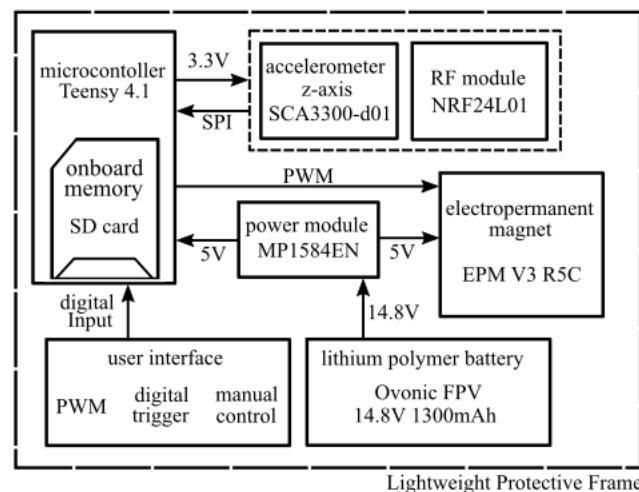 microcontoller
Teensy 4.1
onboard
memory
SD card
3.3V
SPI
accelerometer
z-axis
SCA3300-d01
RF module
NRF24L01
PWM
power module
MP1584EN
5V
5V
electropermanent
magnet
EPM V3 R5C
digital
Input
14.8V
user interface
PWM
digital
trigger
manual
control
lithium polymer battery
Ovonic FPV
14.8V 1300mAh
Lightweight Protective Frame